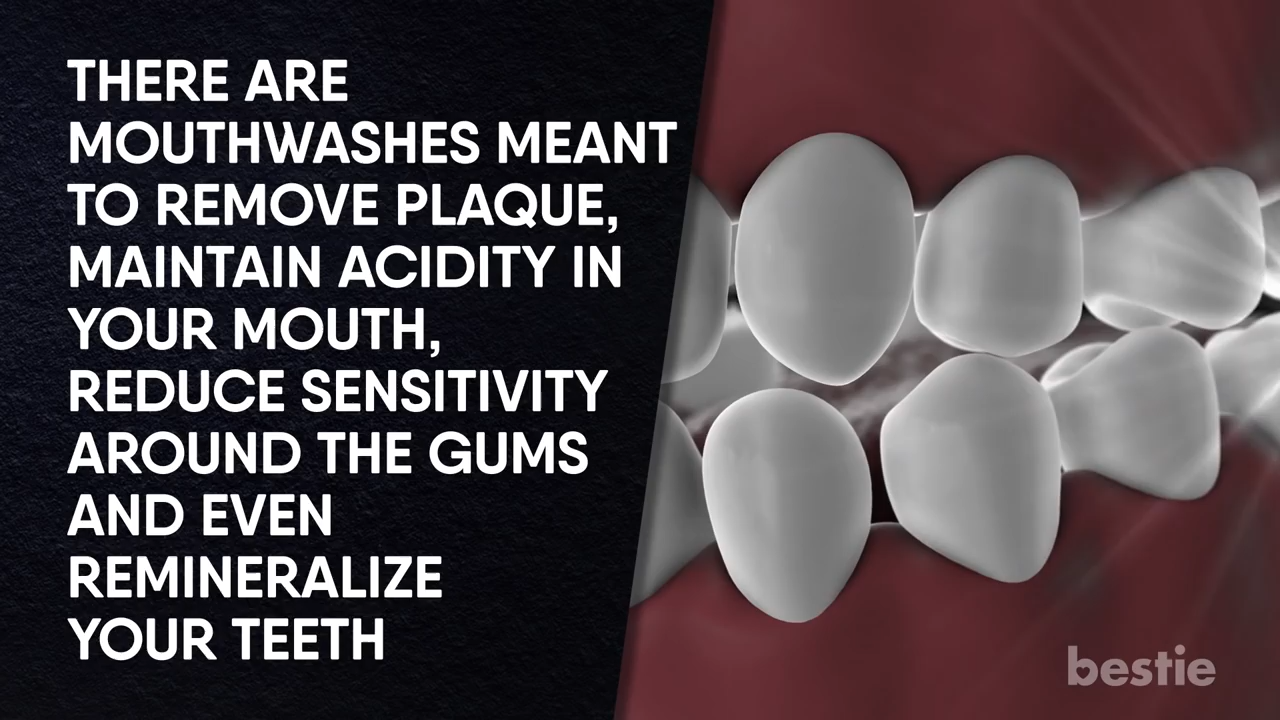 THERE ARE
MOUTHWASHES MEANT
TO REMOVE PLAQUE,
MAINTAIN ACIDITY IN
YOUR MOUTH,
REDUCE SENSITIVITY
AROUND THE GUMS
AND EVEN
REMINERALIZE
YOUR TEETH
bestie